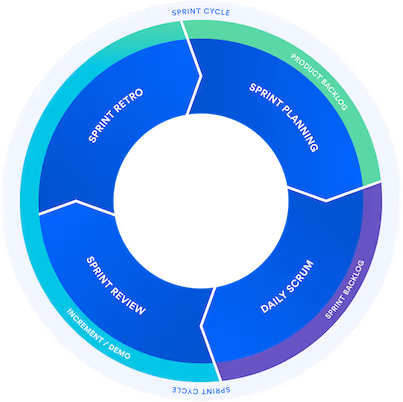 SPRINT CYCLE
PRODUCT BACKLOG
SPRINT PLANNING
SPRINT RETRO
SPRINT REVIEW
DAILY SCRUM
SPRINT BACKLOG
INCREMENT / DEMO
SPRINT CYCLE